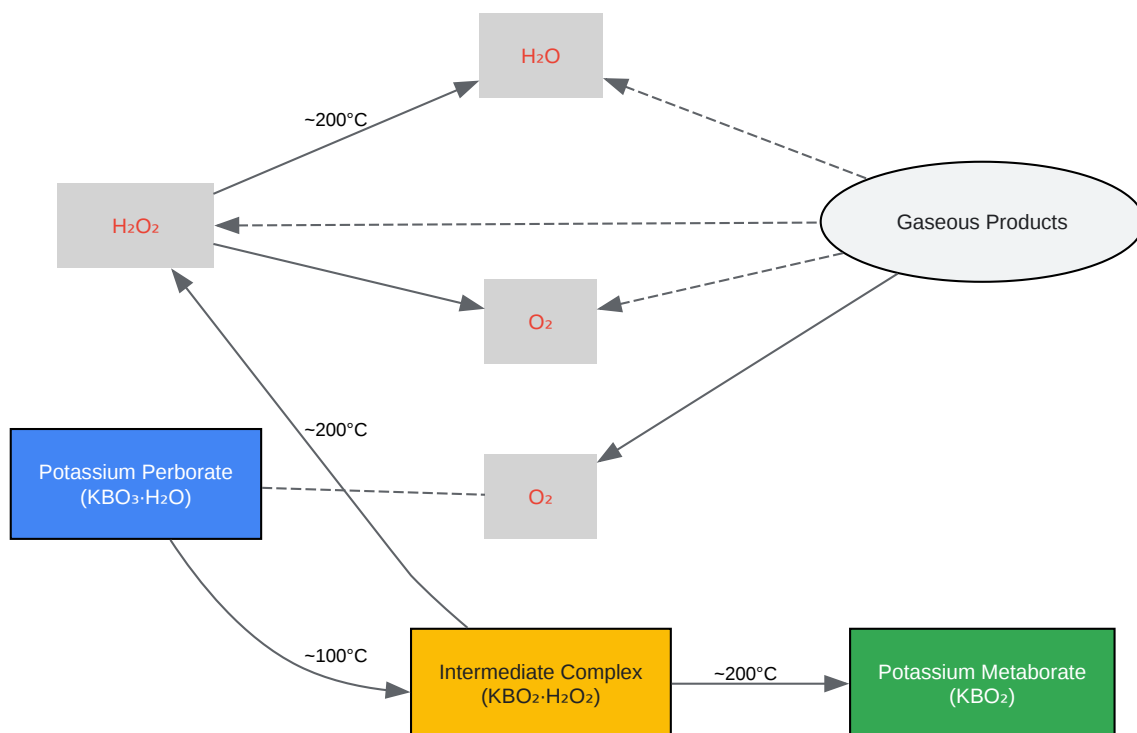 H₂O
~200°C
H₂O₂
Gaseous Products
O₂
~200°C
Potassium Perborate
(KBO₃·H₂O)
O₂
~100°C
Intermediate Complex
(KBO₂·H₂O₂)
~200°C
Potassium Metaborate
(KBO₂)